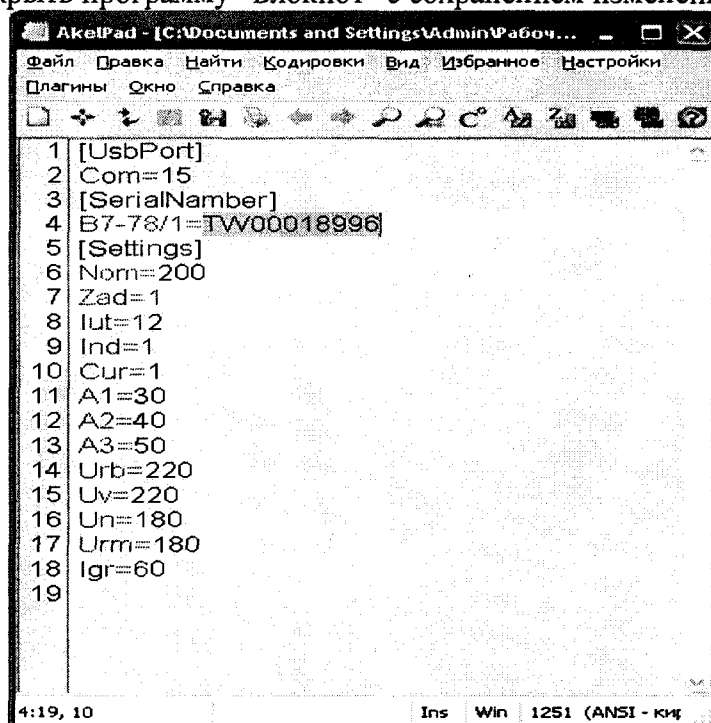 программу "Блокнот" с сохранением
AkelPad - [C:\Documents and Settings\Admin\Рабоч...
Файл Правка Найти Кодировки Вид Избранное Настройки
Плагины Окно Справка
1 [UsbPort]
2 Com=15
3 [SerialNamber]
4 B7-78/1=TW00018996
5 [Settings]
6 Nom=200
7 Zad=1
8 Iut=12
9 Ind=1
10 Cur=1
11 A1=30
12 A2=40
13 A3=50
14 Urb=220
15 Uv=220
16 Un=180
17 Urm=180
18 Igr=60
19
4:19, 10 Ins Win 1251 (ANSI - кир